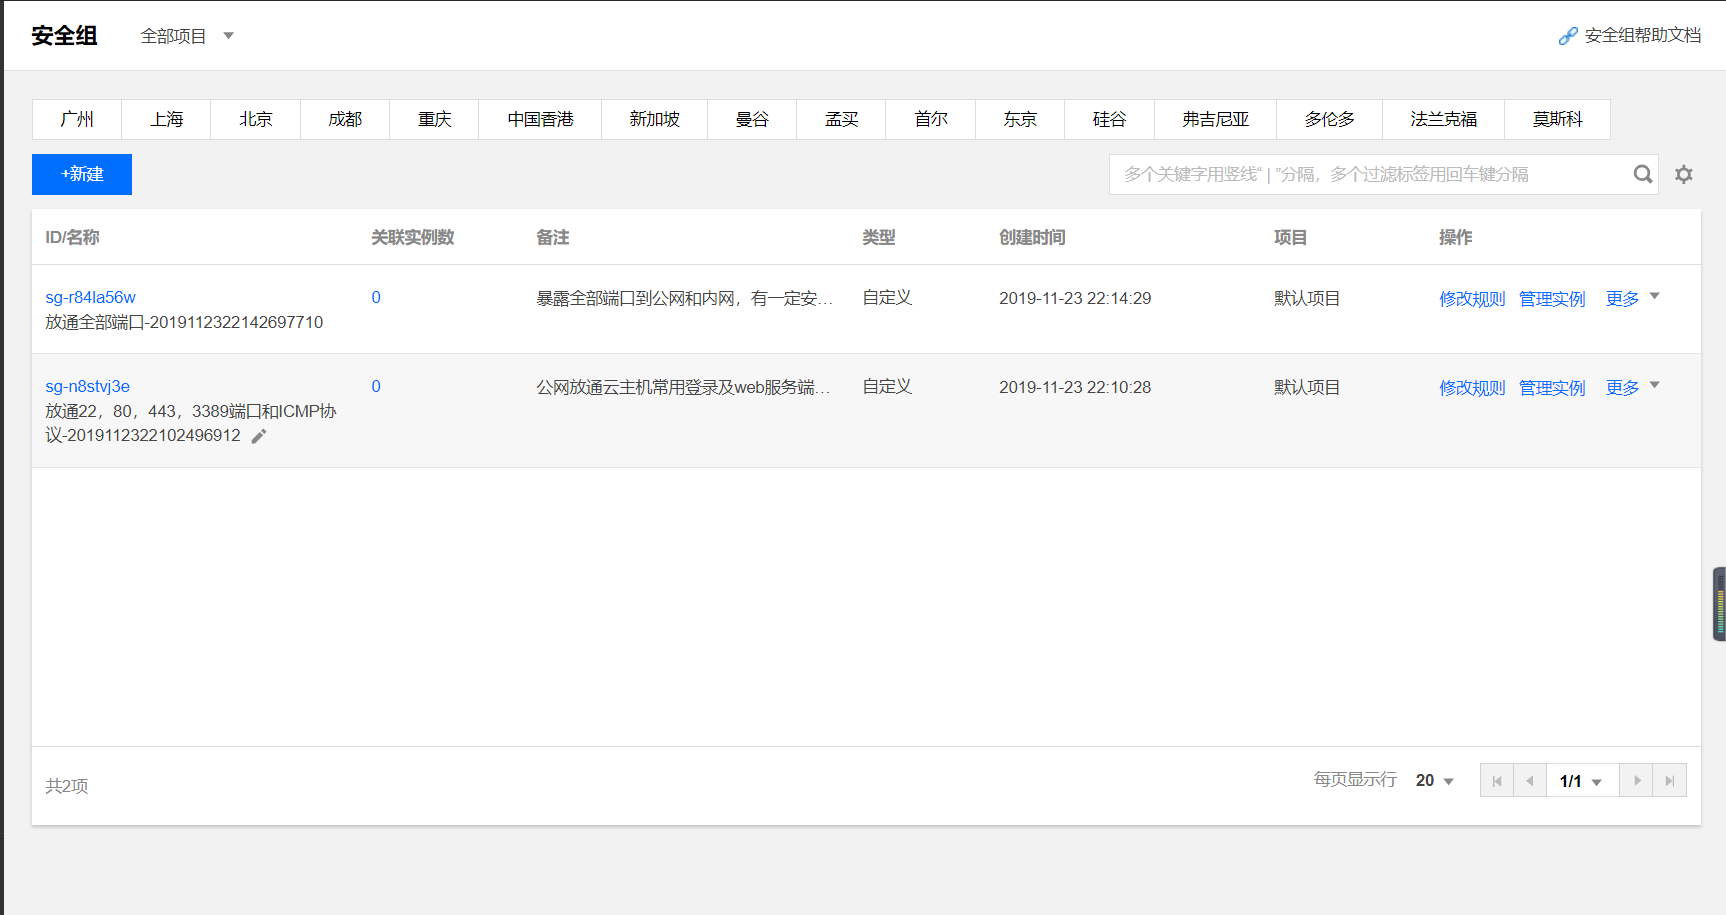 安全组 全部项目 安全组帮助文档
广州 上海 北京 成都 重庆 中国香港 新加坡 曼谷 孟买 首尔 东京 硅谷 弗吉尼亚 多伦多 法兰克福 莫斯科
+新建 多个关键字用竖线“ | ”分隔，多个过滤标签用回车键分隔
ID/名称 关联实例数 备注 类型 创建时间 项目 操作
sg-r84la56w 0 暴露全部端口到公网和内网，有一定安... 自定义 2019-11-23 22:14:29 默认项目 修改规则 管理实例 更多
放通全部端口-2019112322142697710
sg-n8stvj3e 0 公网放通云主机常用登录及web服务端... 自定义 2019-11-23 22:10:28 默认项目 修改规则 管理实例 更多
放通22，80，443，3389端口和ICMP协
议-2019112322102496912
共2项 每页显示行 20 1/1